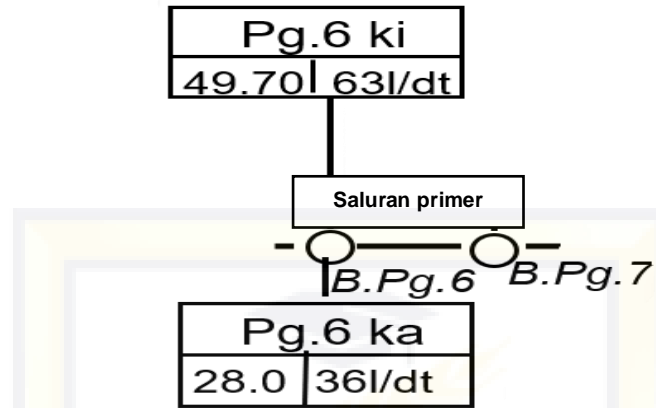 Pg.6 ki
49.70 63l/dt
Saluran primer
B.Pg.6 B.Pg.7
Pg.6 ka
28.0 36l/dt